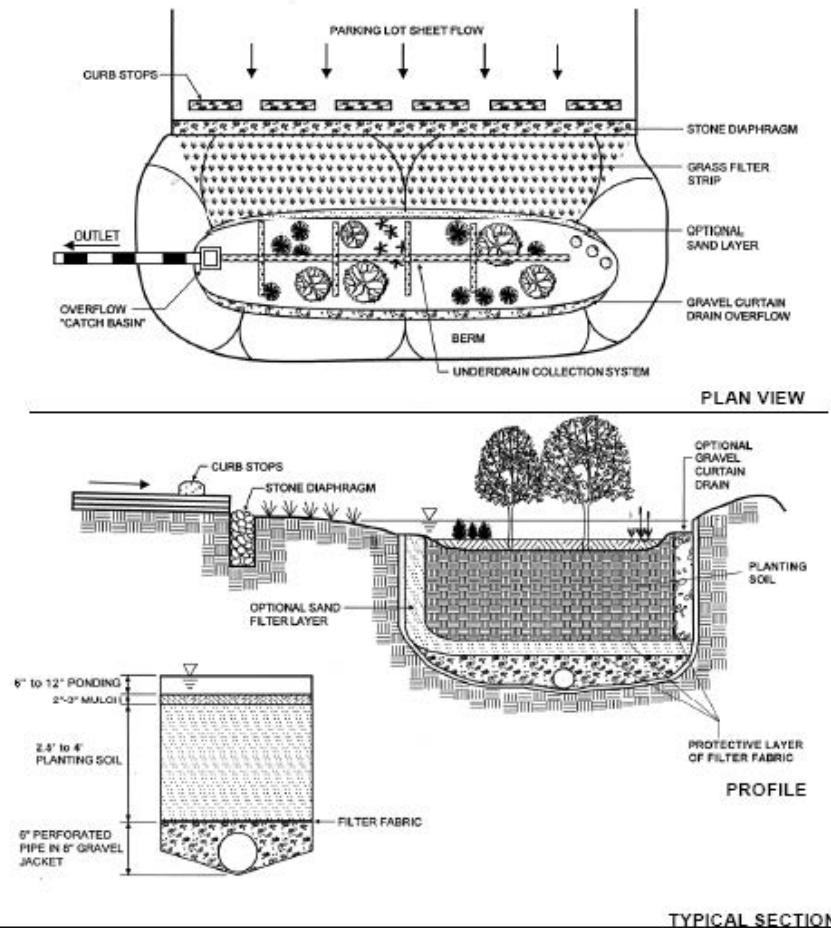 PARKING LOT SHEET FLOW
CURB STOPS
STONE DIAPHRAGM
GRASS FILTER
STRIP
OUTLET
OPTIONAL
SAND LAYER
OVERFLOW
"CATCH BASIN"
GRAVEL CURTAIN
DRAIN OVERFLOW
BERM
UNDERDRAIN COLLECTION SYSTEM
PLAN VIEW
CURB STOPS
STONE DIAPHRAGM
OPTIONAL
GRAVEL
CURTAIN
DRAIN
PLANTING
SOIL
OPTIONAL SAND
FILTER LAYER
PROTECTIVE LAYER
OF FILTER FABRIC
PROFILE
6" to 12" PONDING
2"-3" MULCH
2.5' to 4'
PLANTING SOIL
FILTER FABRIC
6" PERFORATED
PIPE IN 8" GRAVEL
JACKET
TYPICAL SECTION